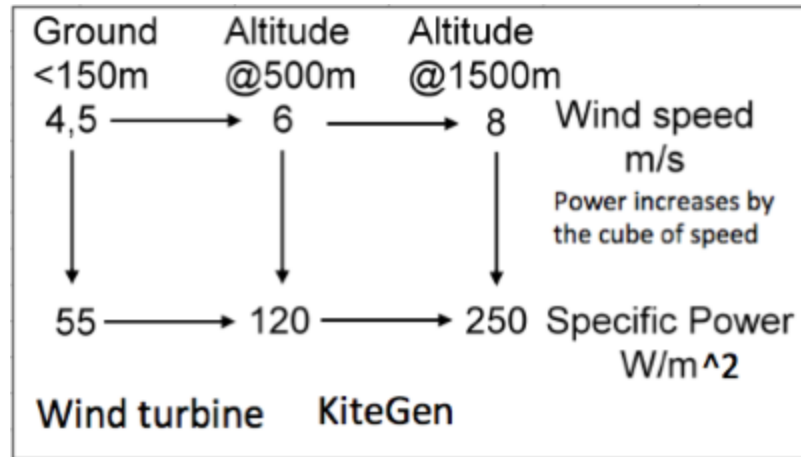 Ground Altitude Altitude
<150m @500m @1500m
4,5 6 8 Wind speed
m/s
Power increases by
the cube of speed
55 120 250 Specific Power
W/m^2
Wind turbine KiteGen